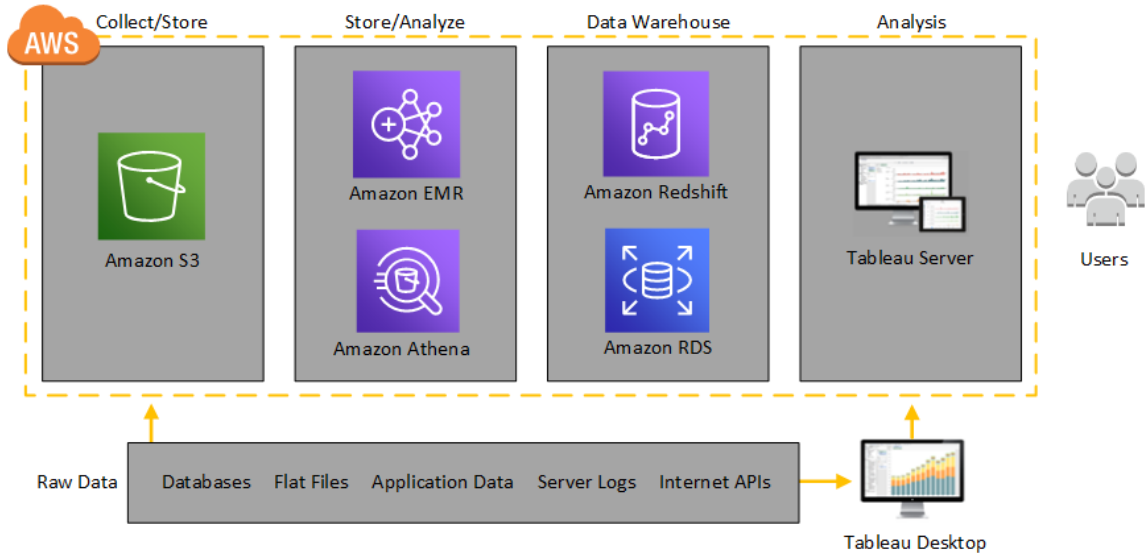 Collect/Store
Store/Analyze
Data Warehouse
Analysis
AWS
Amazon S3
Amazon EMR
Amazon Athena
Amazon Redshift
Amazon RDS
Tableau Server
Users
Raw Data
Databases
Flat Files
Application Data
Server Logs
Internet APIs
Tableau Desktop